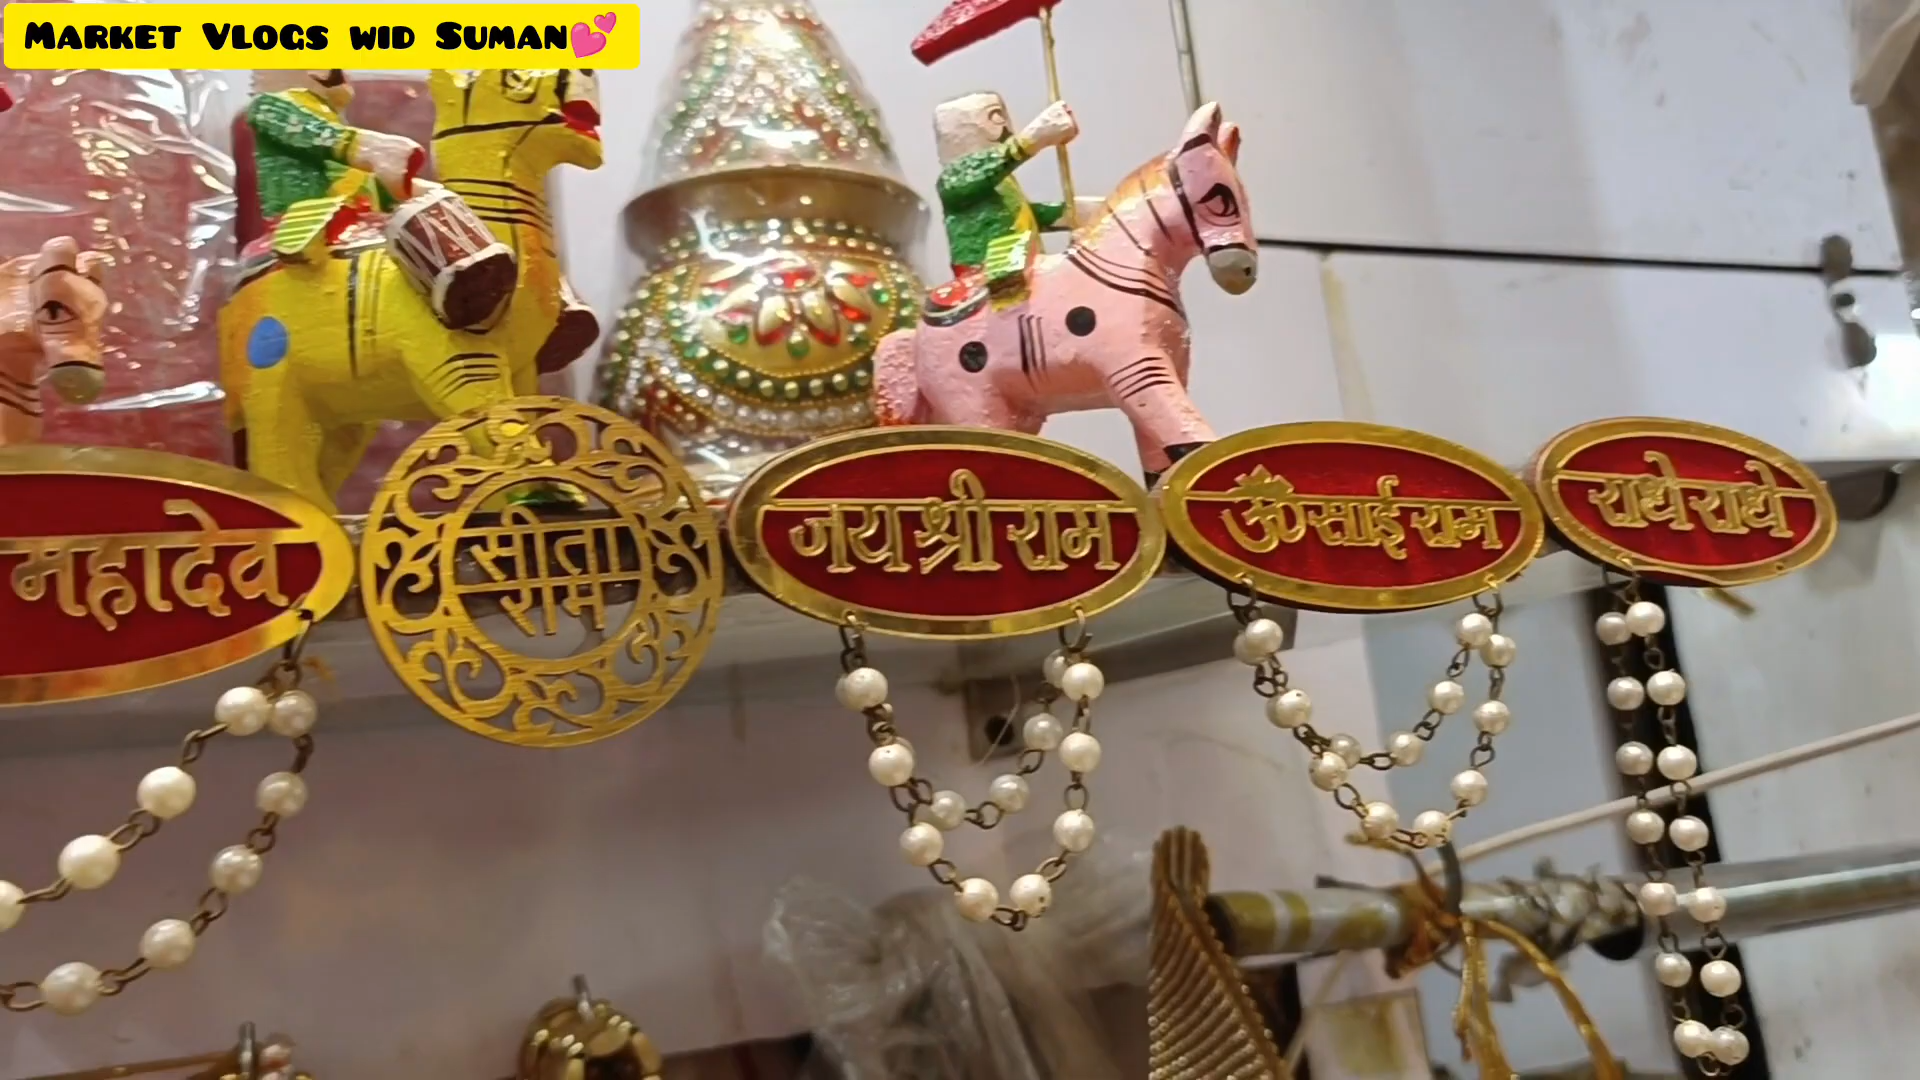 MARKET VLOGS WID SUMAN💕
महादेव
सीता
राम
जय श्री राम
ॐ साई राम
राधे राधे